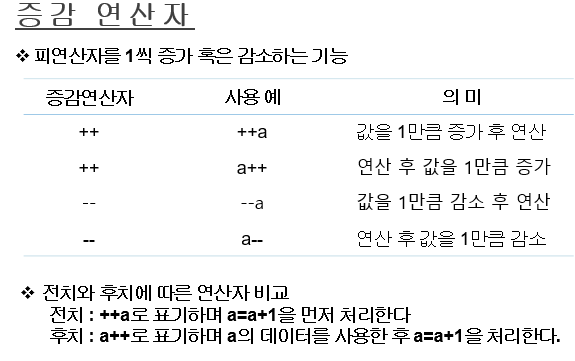 증감 연산자
❖ 피연산자를 1씩 증가 혹은 감소하는 기능
증감연산자 사용 예 의 미
++ ++a 값을 1만큼 증가 후 연산
++ a++ 연산 후 값을 1만큼 증가
-- --a 값을 1만큼 감소 후 연산
-- a-- 연산 후 값을 1만큼 감소
❖ 전치와 후치에 따른 연산자 비교
전치 : ++a로 표기하며 a=a+1을 먼저 처리한다
후치 : a++로 표기하며 a의 데이터를 사용한 후 a=a+1을 처리한다.